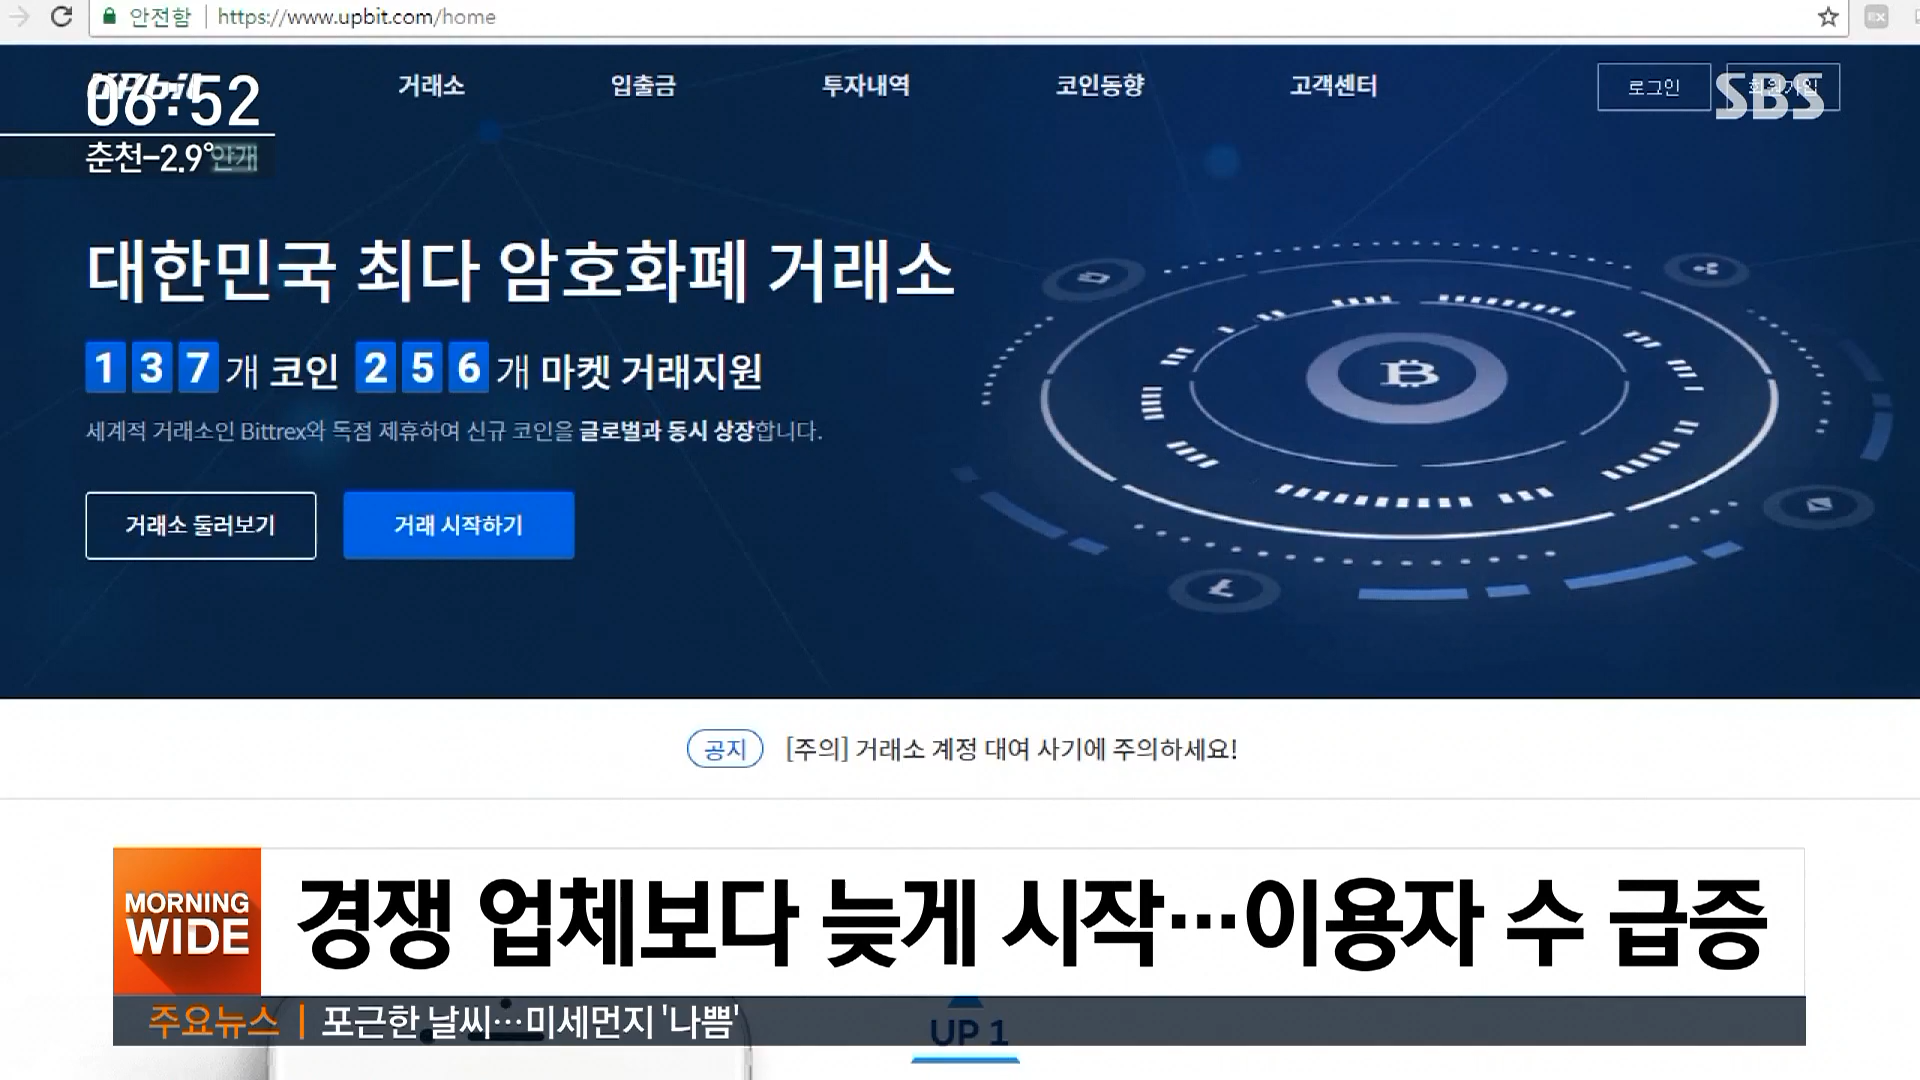 안전함 https://www.upbit.com/home
UPbit 거래소 입출금 투자내역 코인동향 고객센터 로그인 회원가입
06:52
SBS
춘천-2.9° 안개
대한민국 최다 암호화폐 거래소
137개 코인 256개 마켓 거래지원
세계적 거래소인 Bittrex와 독점 제휴하여 신규 코인을 글로벌과 동시 상장합니다.
거래소 둘러보기 거래 시작하기
공지 [주의] 거래소 계정 대여 사기에 주의하세요!
MORNING
WIDE
경쟁 업체보다 늦게 시작…이용자 수 급증
주요뉴스 | 포근한 날씨…미세먼지 '나쁨'
UP 1